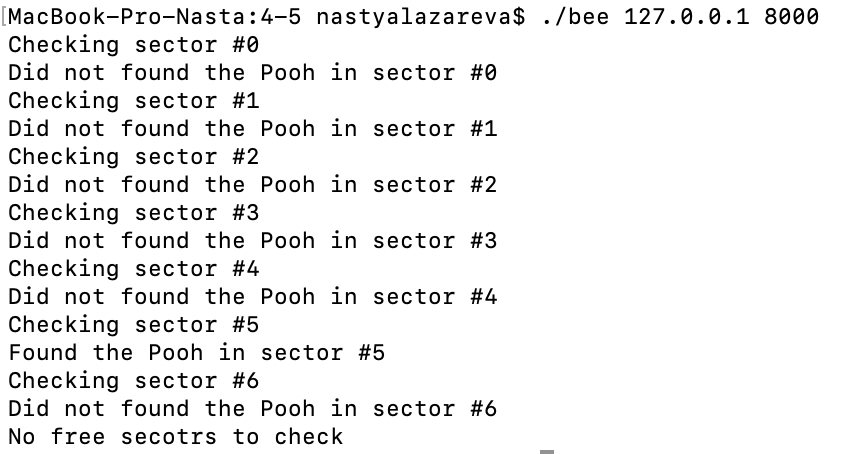 [MacBook-Pro-Nasta:4-5 nastyalazareva$ ./bee 127.0.0.1 8000
Checking sector #0
Did not found the Pooh in sector #0
Checking sector #1
Did not found the Pooh in sector #1
Checking sector #2
Did not found the Pooh in sector #2
Checking sector #3
Did not found the Pooh in sector #3
Checking sector #4
Did not found the Pooh in sector #4
Checking sector #5
Found the Pooh in sector #5
Checking sector #6
Did not found the Pooh in sector #6
No free secotrs to check